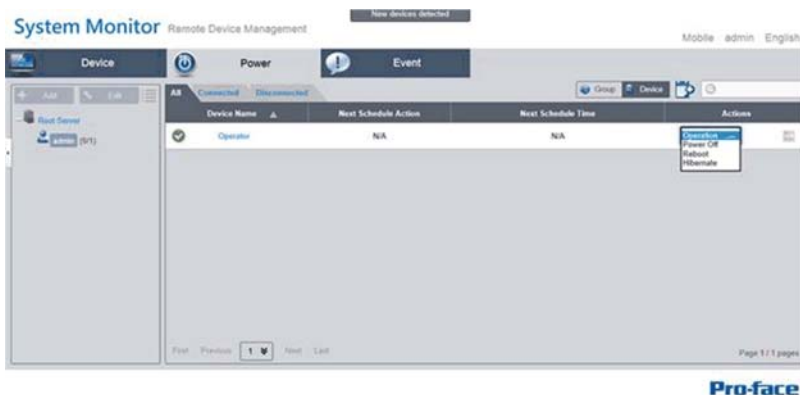 New devices detected
System Monitor Remote Device Management
Mobile admin English
Device Power Event
+ Add Edit
All Connected Disconnected Group Device
Device Name Next Schedule Action Next Schedule Time Actions
Root Server
admin (0/1)
Operator N/A N/A Operation
Power Off
Reboot
Hibernate
First Previous 1 Next Last Page 1 / 1 pages
Pro-face